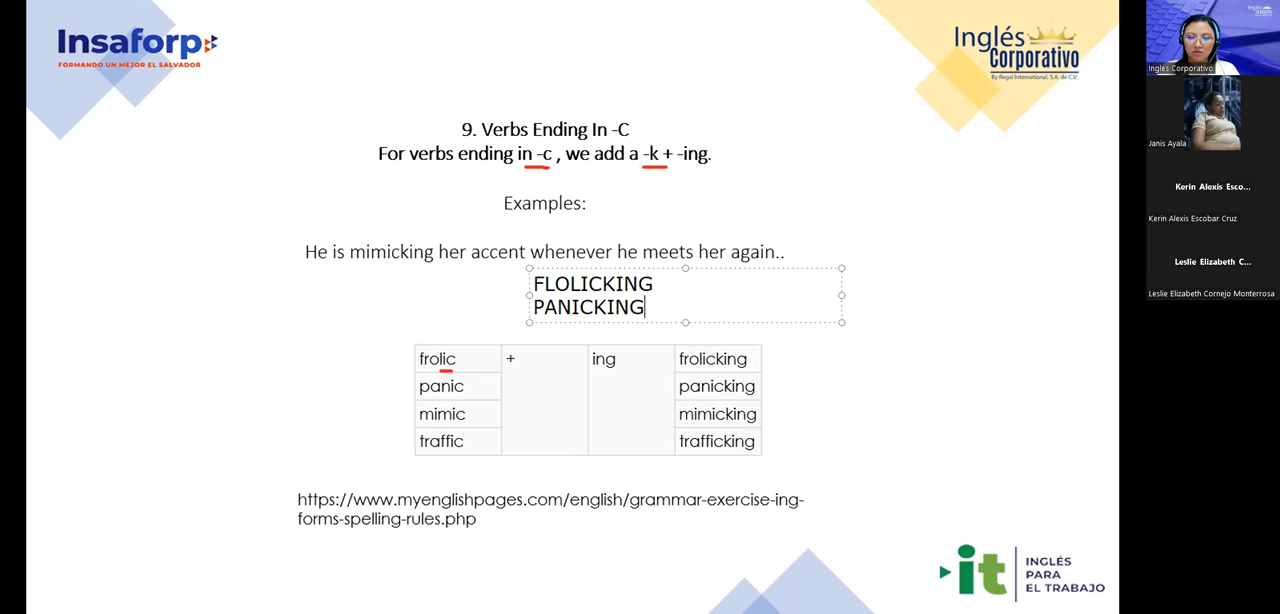 Insaforp
FORMANDO UN MEJOR EL SALVADOR
Inglés
Corporativo
By Regal International, S.A. de C.V.
9. Verbs Ending In -C
For verbs ending in -c , we add a -k + -ing.
Examples:
He is mimicking her accent whenever he meets her again..
FLOLICKING
PANICKING
frolic + ing frolicking
panic panicking
mimic mimicking
traffic trafficking
https://www.myenglishpages.com/english/grammar-exercise-ing-
forms-spelling-rules.php
it INGLÉS
PARA
EL TRABAJO
Inglés Corporativo
Janis Ayala
Kerin Alexis Esco...
Kerin Alexis Escobar Cruz
Leslie Elizabeth C...
Leslie Elizabeth Cornejo Monterrosa